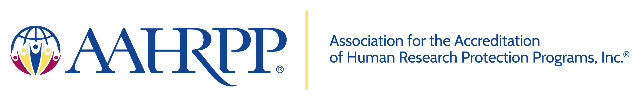 AAHRPP®
Association for the Accreditation
of Human Research Protection Programs, Inc.®